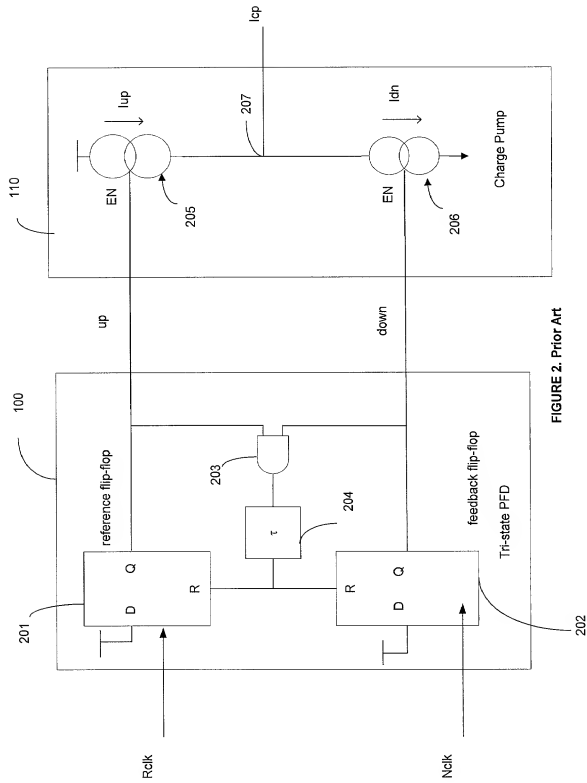 100
110
201
reference flip-flop
D
Q
R
up
EN
Iup
205
207
Icp
203
τ
204
Rclk
R
D
Q
feedback flip-flop
Tri-state PFD
202
Nclk
down
EN
Idn
206
Charge Pump
FIGURE 2. Prior Art